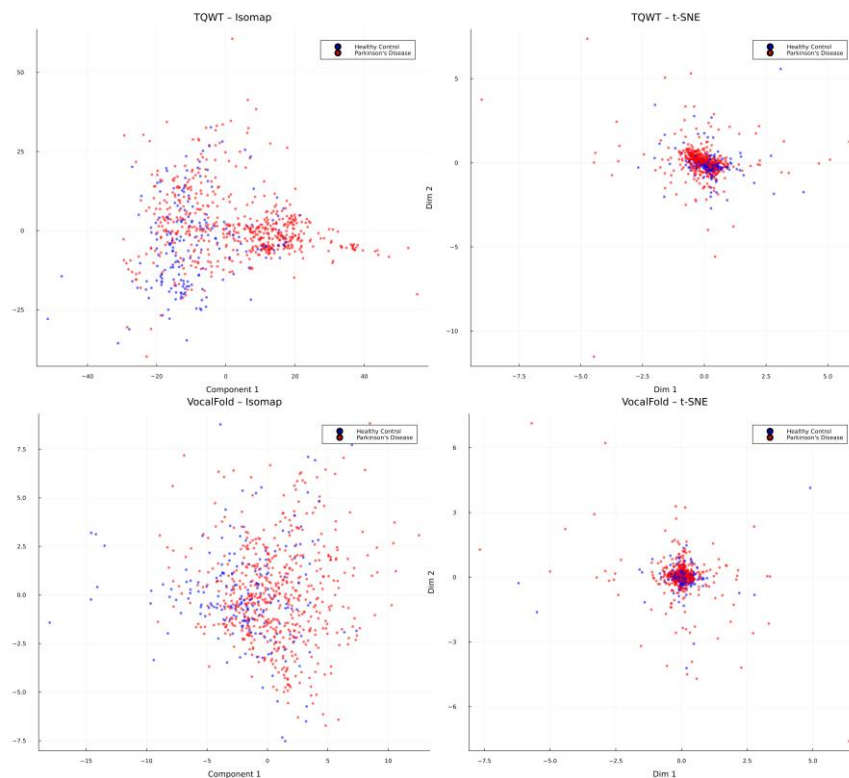 TQWT – Isomap
Healthy Control
Parkinson's Disease
50
25
0
−25
−40
−20
0
20
40
Component 1
TQWT – t-SNE
Healthy Control
Parkinson's Disease
Dim 2
5
0
−5
−10
−7.5
−5.0
−2.5
0.0
2.5
5.0
Dim 1
VocalFold – Isomap
Healthy Control
Parkinson's Disease
7.5
5.0
2.5
0.0
−2.5
−5.0
−7.5
−15
−10
−5
0
5
10
Component 1
VocalFold – t-SNE
Healthy Control
Parkinson's Disease
Dim 2
6
3
0
−3
−6
−7.5
−5.0
−2.5
0.0
2.5
5.0
Dim 1